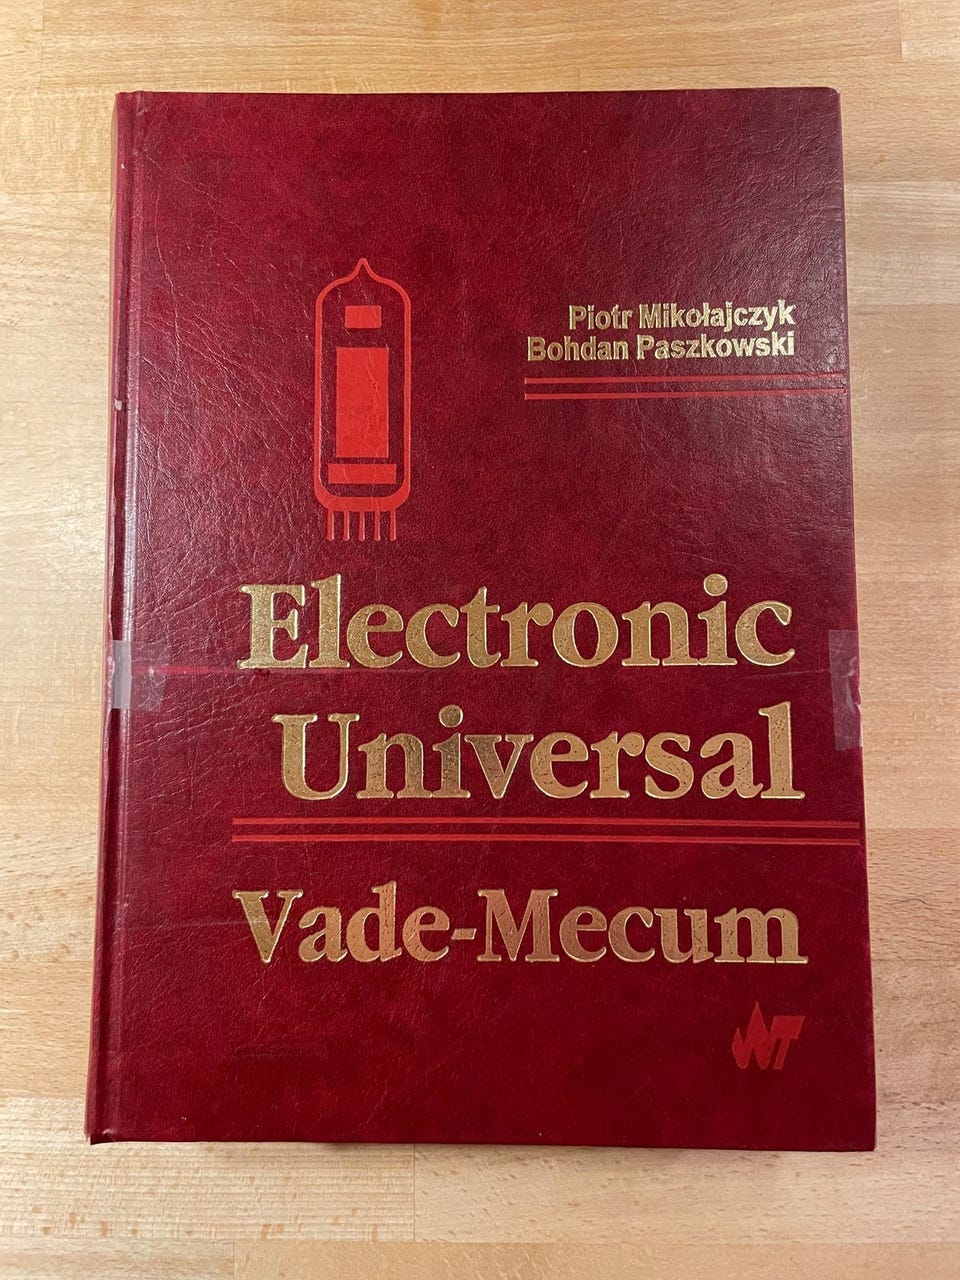 Piotr Mikołajczyk
Bohdan Paszkowski
Electronic
Universal
Vade-Mecum
WNT